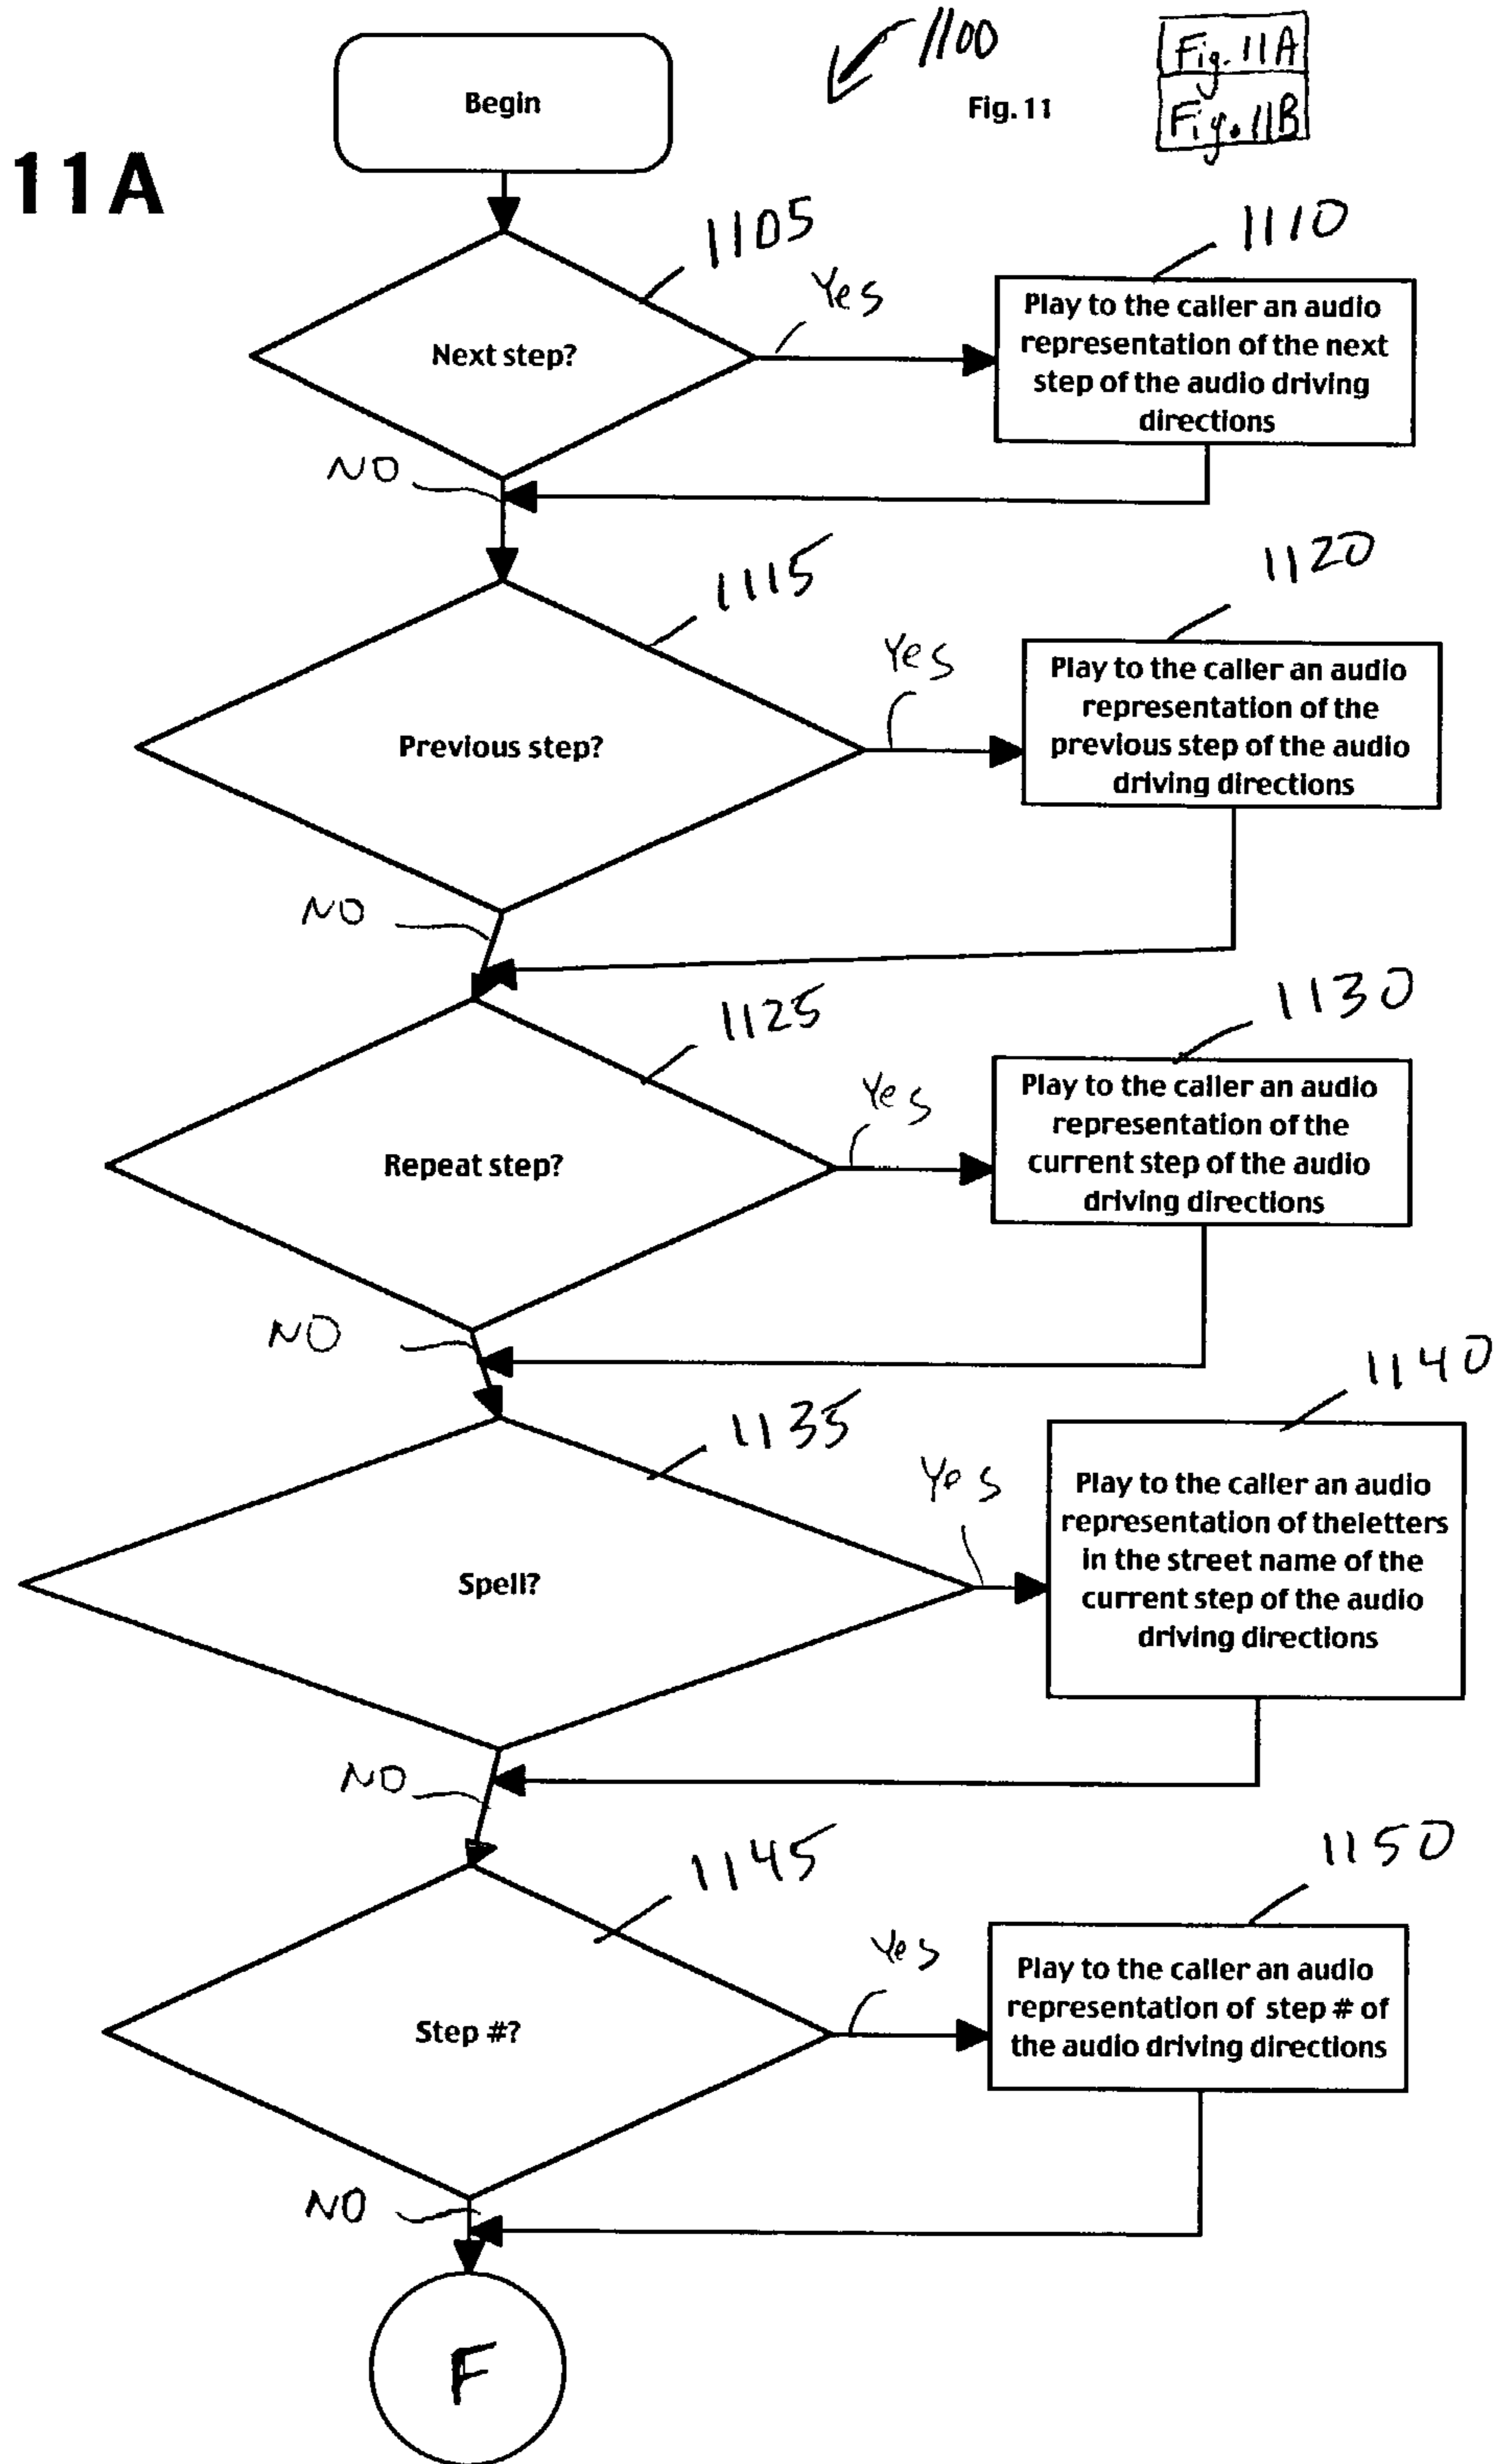 1100
Fig. 11A
Fig. 11B
Fig. 11
Begin
11A
1105
1110
Yes
Next step?
Play to the caller an audio
representation of the next
step of the audio driving
directions
NO
1115
1120
Yes
Previous step?
Play to the caller an audio
representation of the
previous step of the audio
driving directions
NO
1125
1130
Yes
Repeat step?
Play to the caller an audio
representation of the
current step of the audio
driving directions
NO
1135
1140
Yes
Spell?
Play to the caller an audio
representation of theletters
in the street name of the
current step of the audio
driving directions
NO
1145
1150
Yes
Step #?
Play to the caller an audio
representation of step # of
the audio driving directions
NO
F